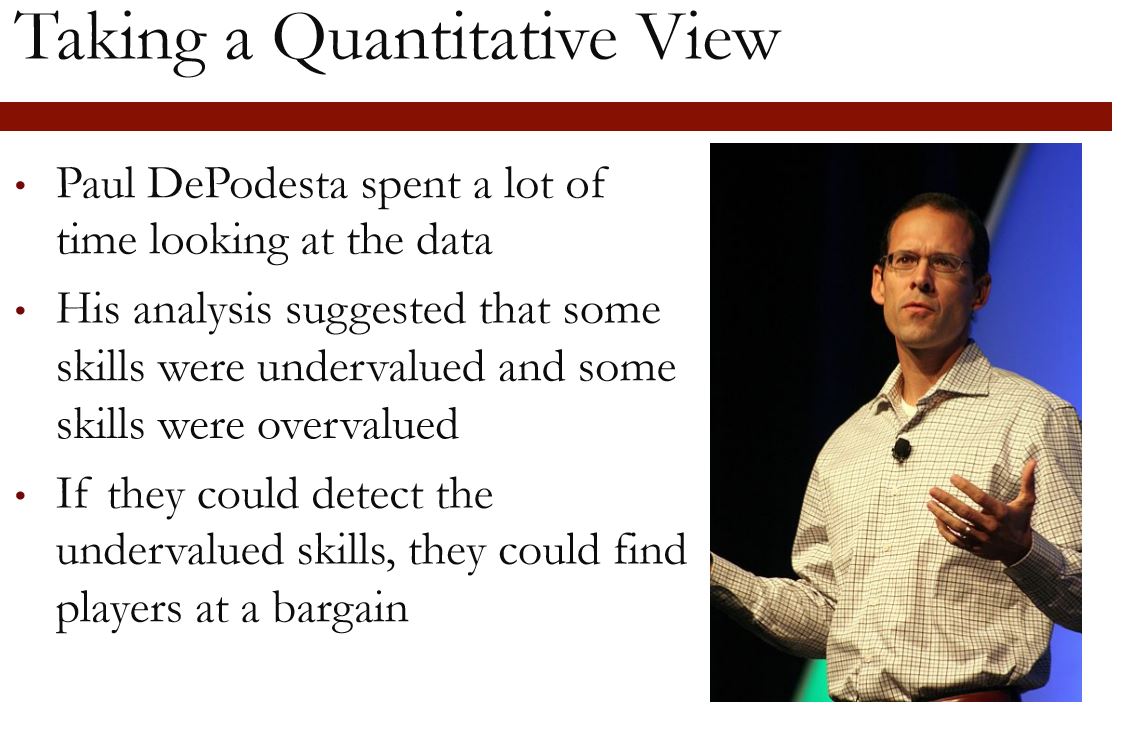 Taking a Quantitative View
• Paul DePodesta spent a lot of
time looking at the data
• His analysis suggested that some
skills were undervalued and some
skills were overvalued
• If they could detect the
undervalued skills, they could find
players at a bargain